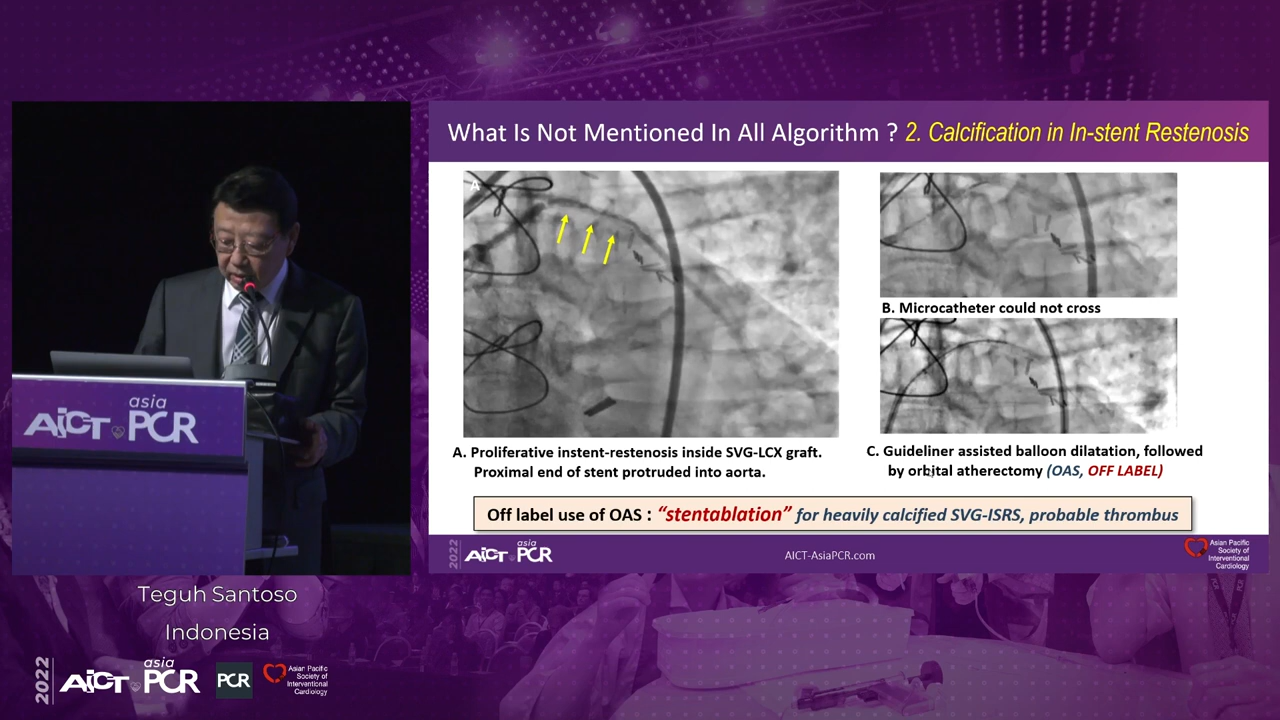 What Is Not Mentioned In All Algorithm ? 2. Calcification in In-stent Restenosis
A
B. Microcatheter could not cross
A. Proliferative instent-restenosis inside SVG-LCX graft.
Proximal end of stent protruded into aorta.
C. Guideliner assisted balloon dilatation, followed
by orbital atherectomy (OAS, OFF LABEL)
Off label use of OAS : “stentablation” for heavily calcified SVG-ISRS, probable thrombus
2022 AICT asia PCR
AICT-AsiaPCR.com
Asian Pacific
Society of
Interventional
Cardiology
AICT asia PCR
Teguh Santoso
Indonesia
2022 AICT asia PCR
PCR
Asian Pacific
Society of
Interventional
Cardiology